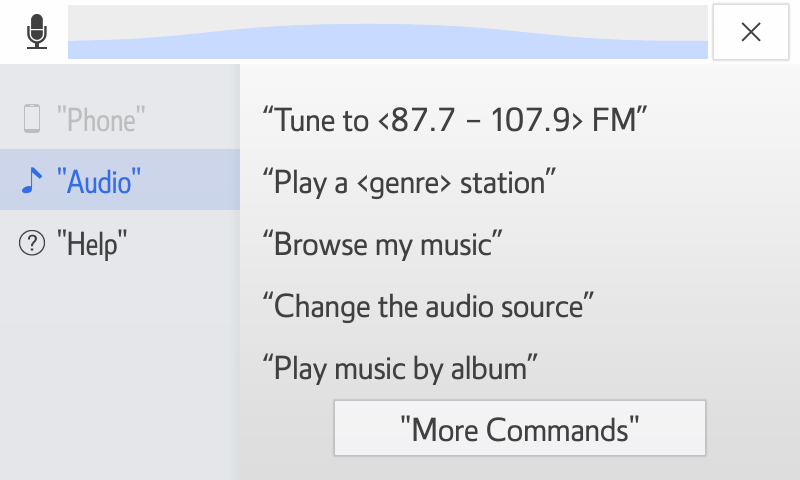 "Phone"
"Audio"
"Help"
“Tune to <87.7 – 107.9> FM”
“Play a <genre> station”
“Browse my music”
“Change the audio source”
“Play music by album”
"More Commands"